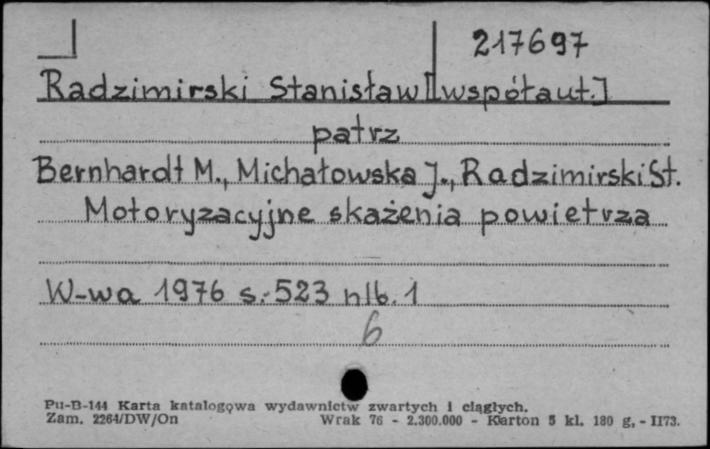 217697
Radzimirski Stanisław [współaut.]
patrz
Bernhardt M., Michałowska J., Radzimirski St.
Motoryzacyjne skażenia powietrza
W-wa 1976 s. 523 nlb. 1
6
Pu-B-144 Karta katalogowa wydawnictw zwartych i ciągłych.
Zam. 2264/DW/On Wrak 76 - 2.300.000 - Karton 5 kl. 180 g, - II73.